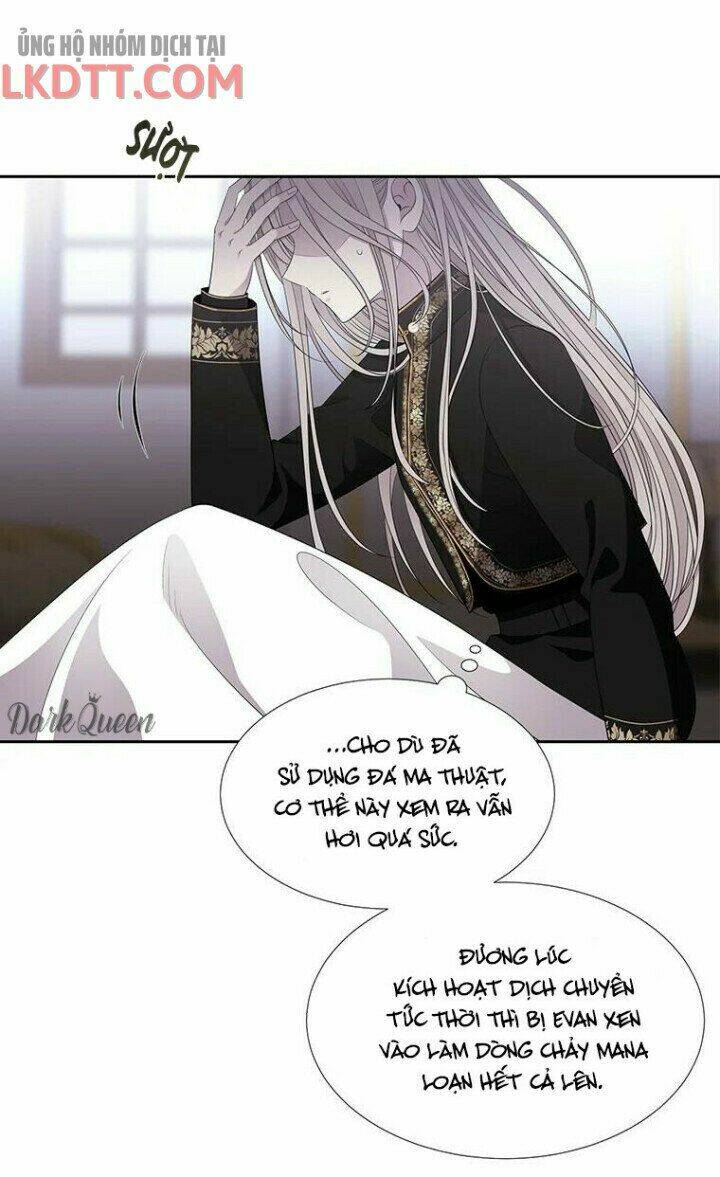 ỦNG HỘ NHÓM DỊCH TẠI
LKDTT.COM
SƯỢT
DarkQueen
...CHO DÙ ĐÃ
SỬ DỤNG ĐÁ MA THUẬT,
CƠ THỂ NÀY XEM RA VẪN
HƠI QUÁ SỨC.
ĐƯƠNG LÚC
KÍCH HOẠT DỊCH CHUYỂN
TỨC THỜI THÌ BỊ EVAN XEN
VÀO LÀM DÒNG CHẢY MANA
LOẠN HẾT CẢ LÊN.